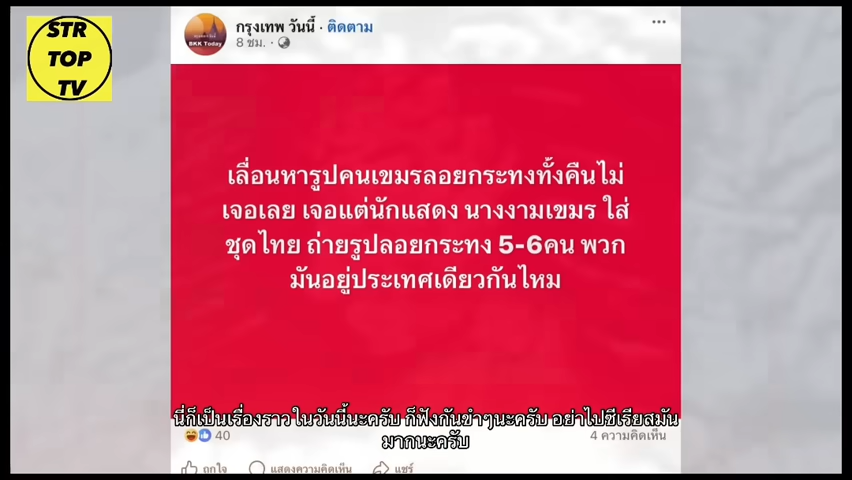 STR
TOP
TV
กรุงเทพ วันนี้ · ติดตาม
BKK Today
8 ชม. ·
เลื่อนหารูปคนเขมรลอยกระทงทั้งคืนไม่
เจอเลย เจอแต่นักแสดง นางงามเขมร ใส่
ชุดไทย ถ่ายรูปลอยกระทง 5-6คน พวก
มันอยู่ประเทศเดียวกันไหม
นี่ก็เป็นเรื่องราวในวันนี้นะครับ ก็ฟังกันขำๆนะครับ อย่าไปซีเรียสมัน
มากนะครับ
40
4 ความคิดเห็น
ถูกใจ แสดงความคิดเห็น แชร์